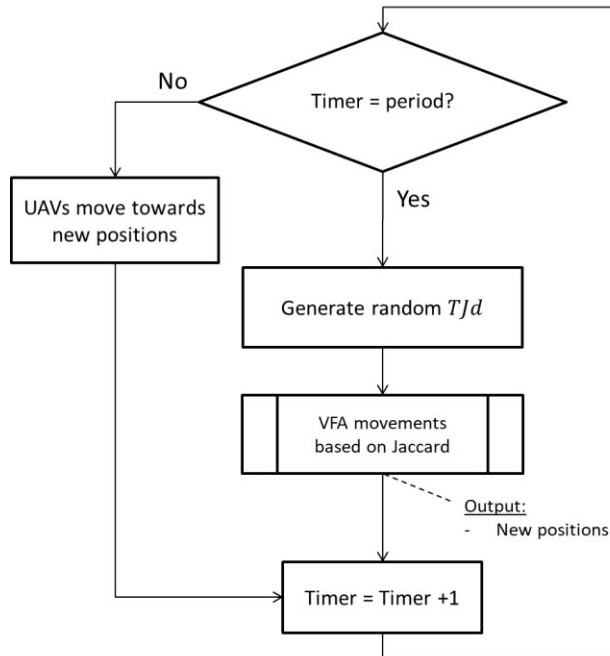 Timer = period?
No
Yes
UAVs move towards
new positions
Generate random TJd
VFA movements
based on Jaccard
Output:
- New positions
Timer = Timer +1